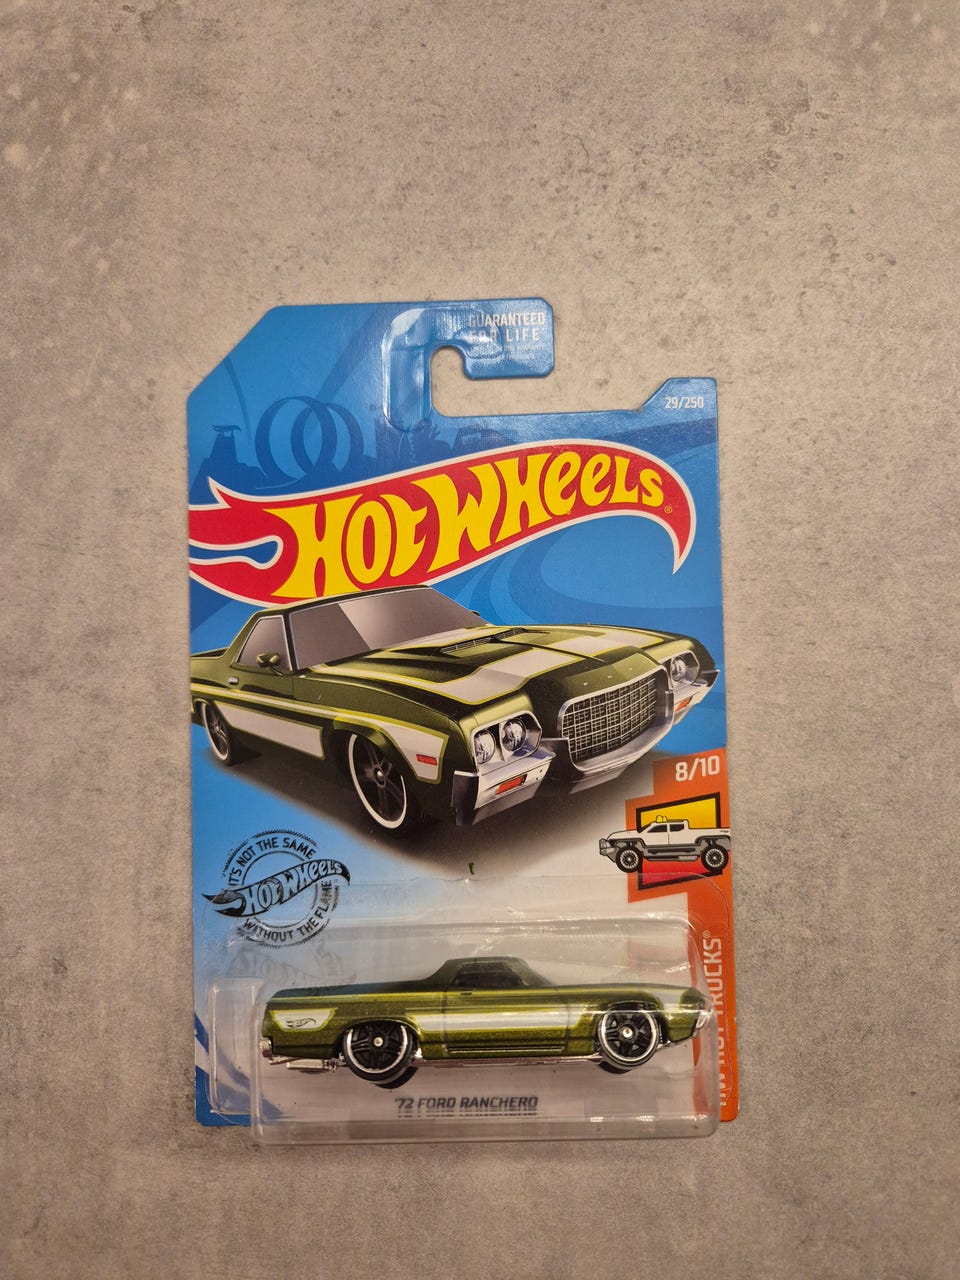 GUARANTEED
FOR LIFE
29/250
HOT WHEELS®
8/10
IT'S NOT THE SAME
HOT WHEELS
WITHOUT THE FLAME
HW HOT TRUCKS®
'72 FORD RANCHERO